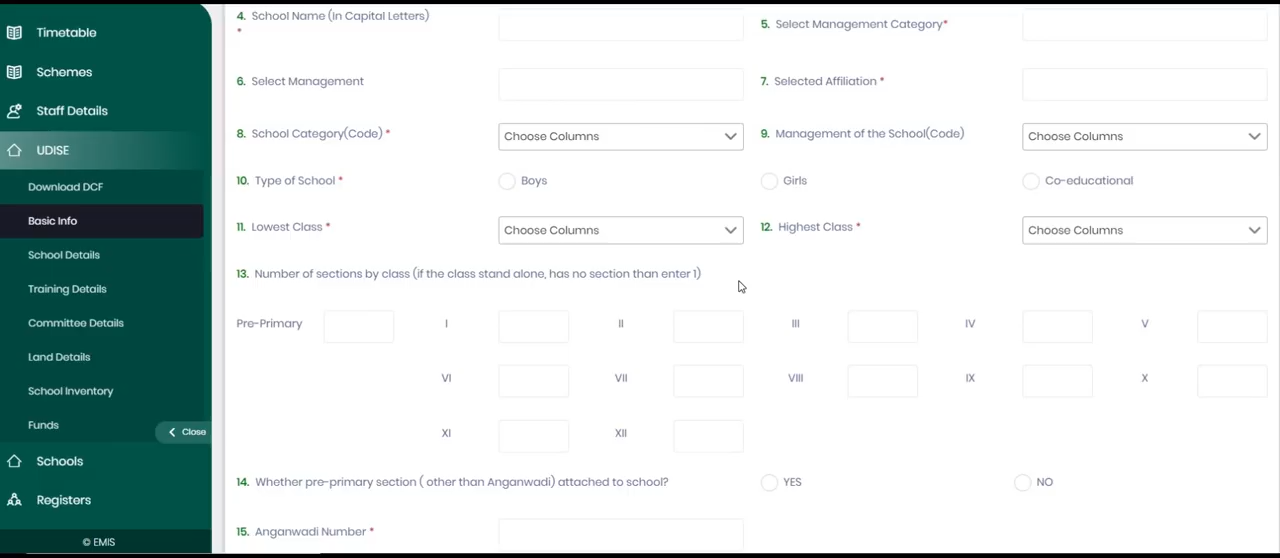 Timetable
Schemes
Staff Details
UDISE
Download DCF
Basic Info
School Details
Training Details
Committee Details
Land Details
School Inventory
Funds
Close
Schools
Registers
© EMIS
4. School Name (In Capital Letters)
*
5. Select Management Category*
6. Select Management
7. Selected Affiliation *
8. School Category(Code) * Choose Columns
9. Management of the School(Code) Choose Columns
10. Type of School * Boys Girls Co-educational
11. Lowest Class * Choose Columns
12. Highest Class * Choose Columns
13. Number of sections by class (if the class stand alone, has no section than enter 1)
Pre-Primary I II III IV V
VI VII VIII IX X
XI XII
14. Whether pre-primary section ( other than Anganwadi) attached to school? YES NO
15. Anganwadi Number *